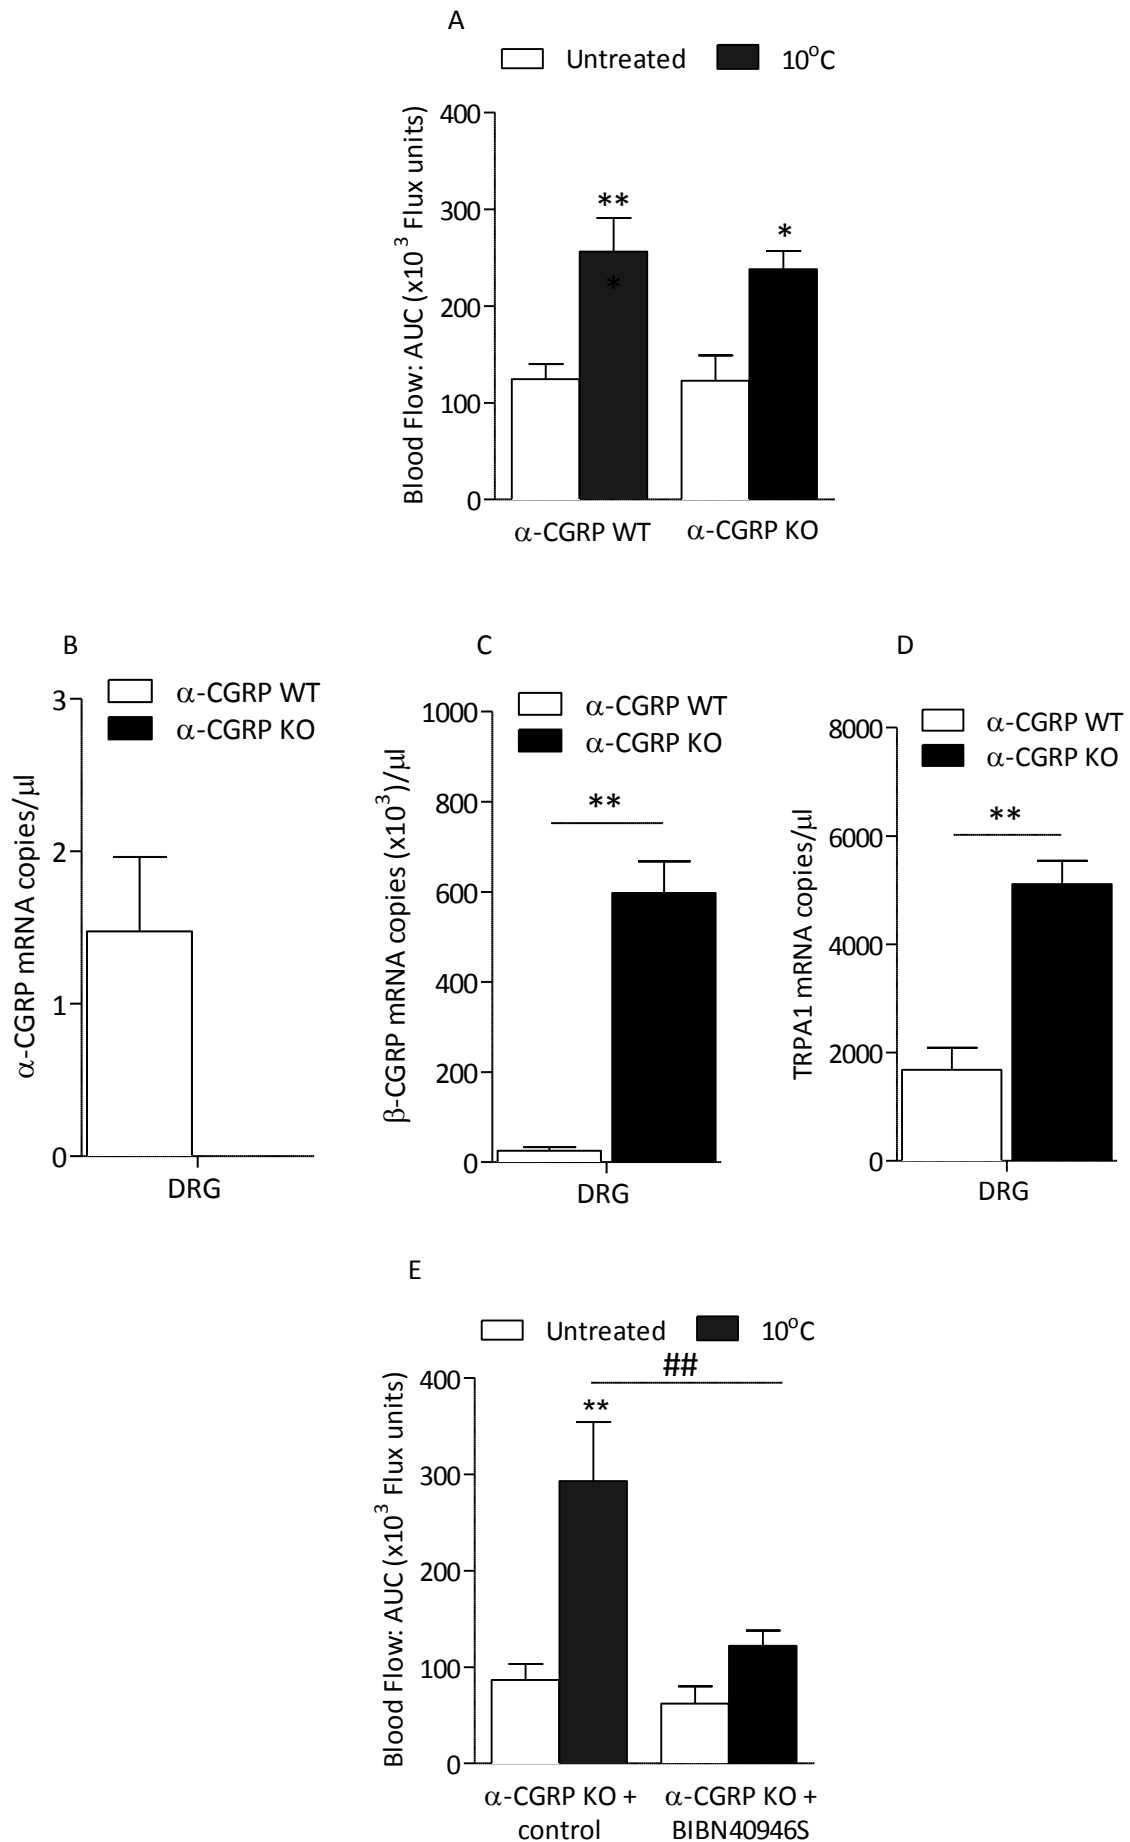 A
Untreated 10°C
Blood Flow: AUC (x10³ Flux units)
400
300
200
100
0
**
*
*
α-CGRP WT α-CGRP KO
B
α-CGRP WT
α-CGRP KO
α-CGRP mRNA copies/µl
3
2
1
0
DRG
C
α-CGRP WT
α-CGRP KO
β-CGRP mRNA copies (x10³)/µl
1000
800
600
400
200
0
**
DRG
D
α-CGRP WT
α-CGRP KO
TRPA1 mRNA copies/µl
8000
6000
4000
2000
0
**
DRG
E
Untreated 10°C
Blood Flow: AUC (x10³ Flux units)
400
300
200
100
0
##
**
α-CGRP KO +
control
α-CGRP KO +
BIBN40946S